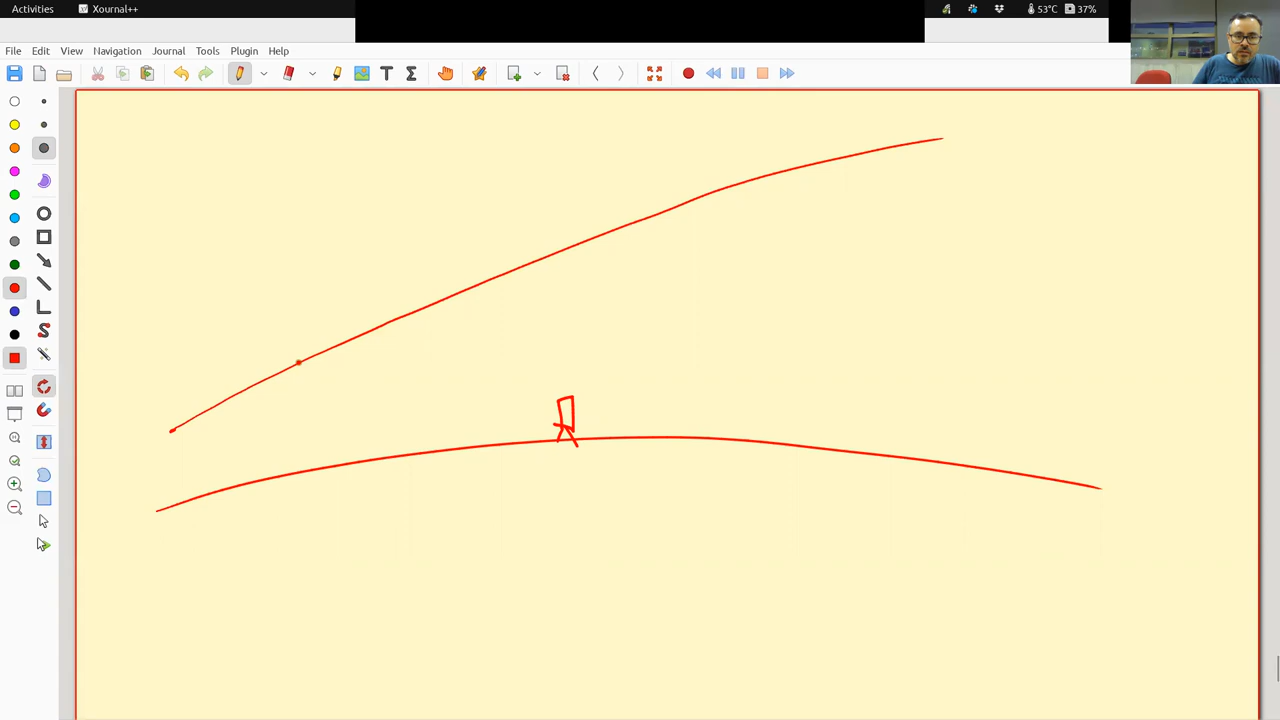 Activities Xournal++ 53°C 37%
File Edit View Navigation Journal Tools Plugin Help